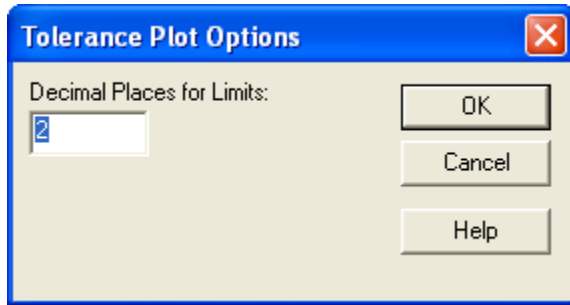 Tolerance Plot Options
Decimal Places for Limits:
2
OK
Cancel
Help